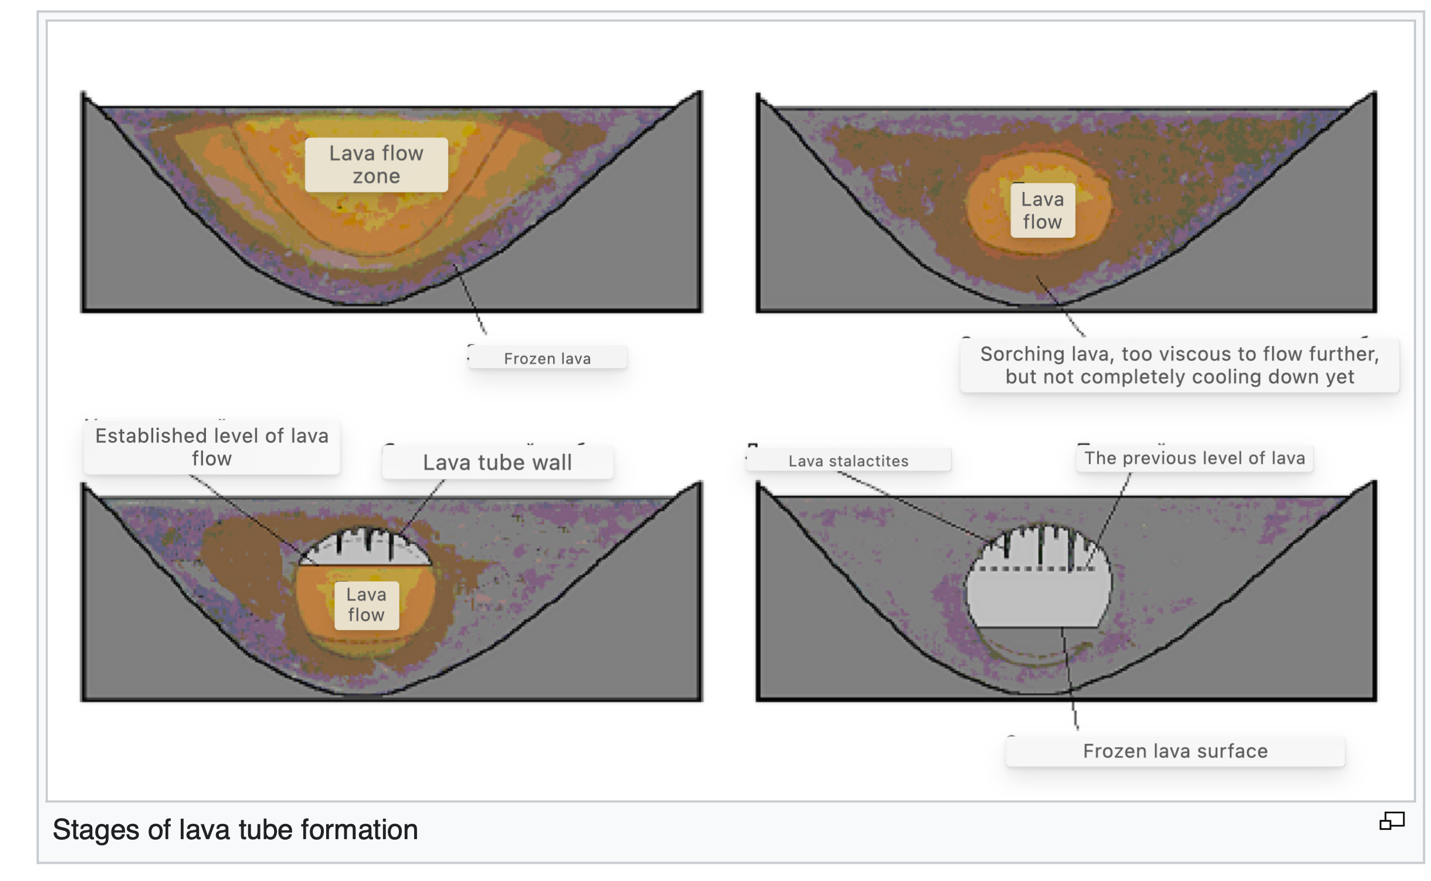 Lava flow
zone
Lava
flow
Frozen lava
Sorching lava, too viscous to flow further,
but not completely cooling down yet
Established level of lava
flow
Lava tube wall
Lava stalactites
The previous level of lava
Lava
flow
Frozen lava surface
Stages of lava tube formation